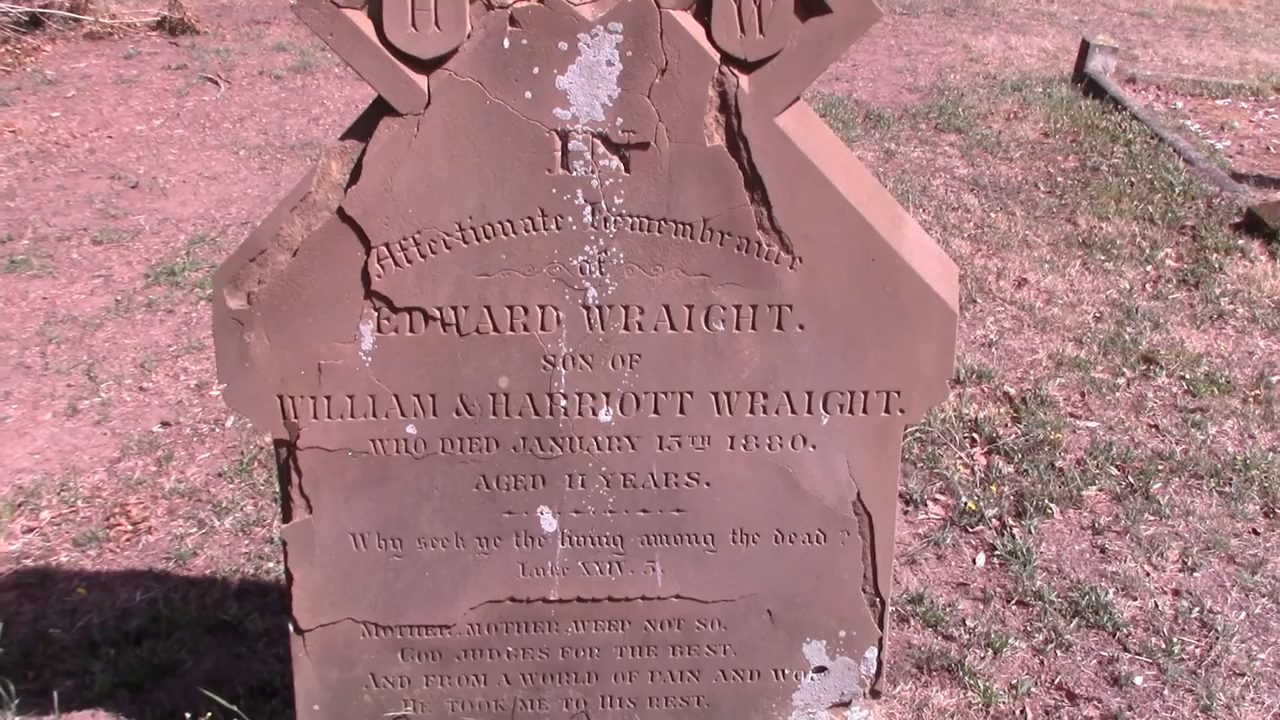 H W
IN
Affectionate Remembrance
of
EDWARD WRAIGHT.
SON OF
WILLIAM & HARRIOTT WRAIGHT.
WHO DIED JANUARY 15TH 1880.
AGED 11 YEARS.
Why seek ye the living among the dead?
Luke XXIV. 5.
MOTHER, MOTHER, WEEP NOT SO,
GOD JUDGES FOR THE BEST.
AND FROM A WORLD OF PAIN AND
HE TOOK ME TO HIS REST.